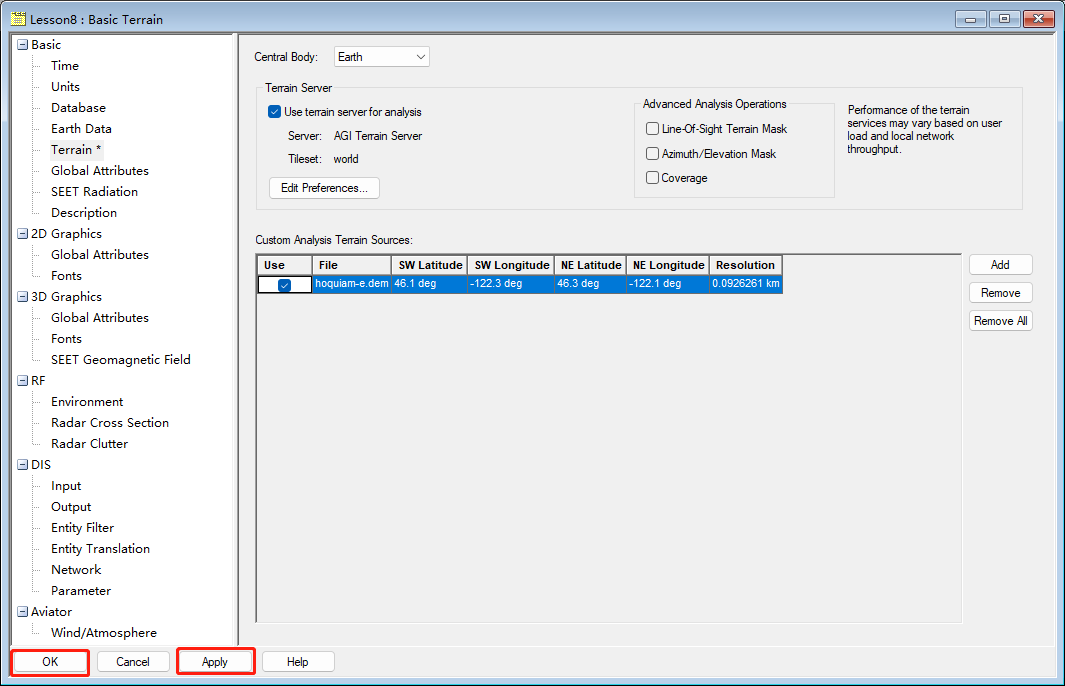 Lesson8 : Basic Terrain
Basic
Time
Units
Database
Earth Data
Terrain *
Global Attributes
SEET Radiation
Description
2D Graphics
Global Attributes
Fonts
3D Graphics
Global Attributes
Fonts
SEET Geomagnetic Field
RF
Environment
Radar Cross Section
Radar Clutter
DIS
Input
Output
Entity Filter
Entity Translation
Network
Parameter
Aviator
Wind/Atmosphere
Central Body: Earth
Terrain Server
Use terrain server for analysis
Server: AGI Terrain Server
Tileset: world
Edit Preferences...
Advanced Analysis Operations
Line-Of-Sight Terrain Mask
Azimuth/Elevation Mask
Coverage
Performance of the terrain
services may vary based on user
load and local network
throughput.
Custom Analysis Terrain Sources:
Use File SW Latitude SW Longitude NE Latitude NE Longitude Resolution
hoquiam-e.dem 46.1 deg -122.3 deg 46.3 deg -122.1 deg 0.0926261 km
Add
Remove
Remove All
OK Cancel Apply Help